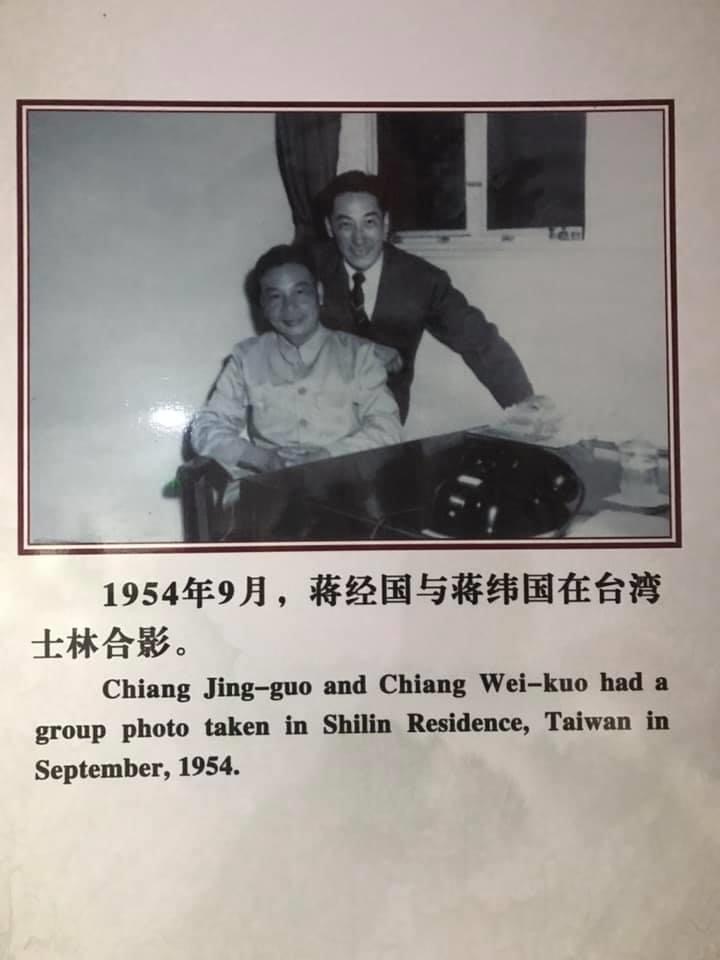 1954年9月，蒋经国与蒋纬国在台湾
士林合影。
Chiang Jing-guo and Chiang Wei-kuo had a
group photo taken in Shilin Residence, Taiwan in
September, 1954.